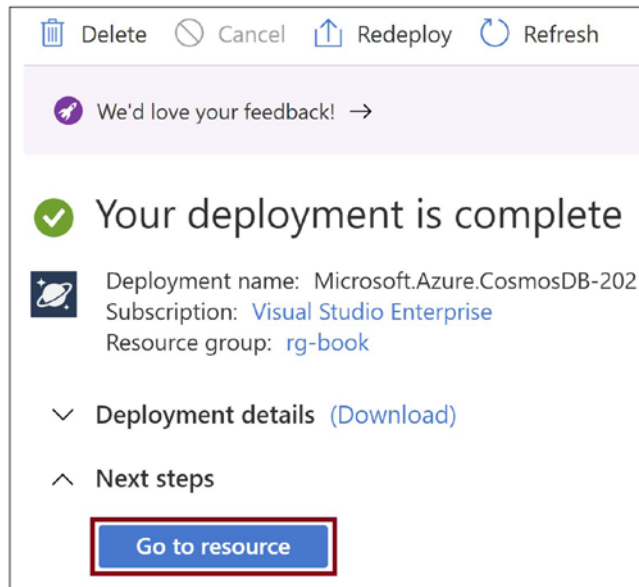 Delete Cancel Redeploy Refresh
We'd love your feedback! →
Your deployment is complete
Deployment name: Microsoft.Azure.CosmosDB-202
Subscription: Visual Studio Enterprise
Resource group: rg-book
Deployment details (Download)
Next steps
Go to resource